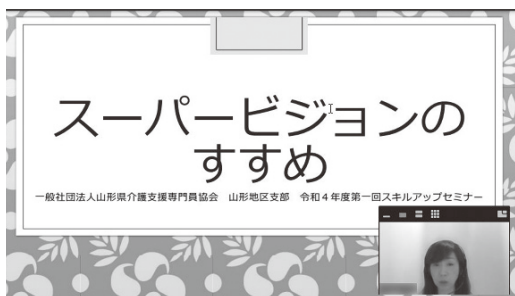 スーパービジョンの
すすめ
一般社団法人山形県介護支援専門員協会 山形地区支部 令和4年度第一回スキルアップセミナー